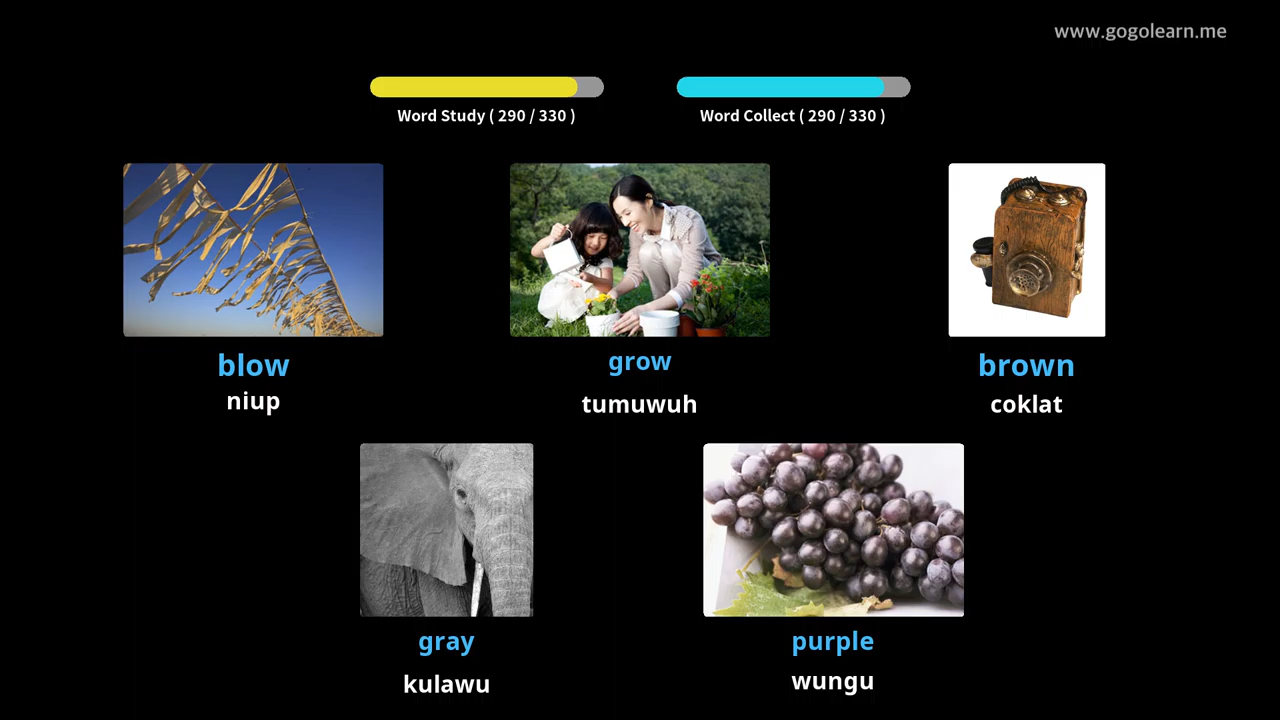 www.gogolearn.me
Word Study ( 290 / 330 )
Word Collect ( 290 / 330 )
blow
niup
grow
tumuwuh
brown
coklat
gray
kulawu
purple
wungu